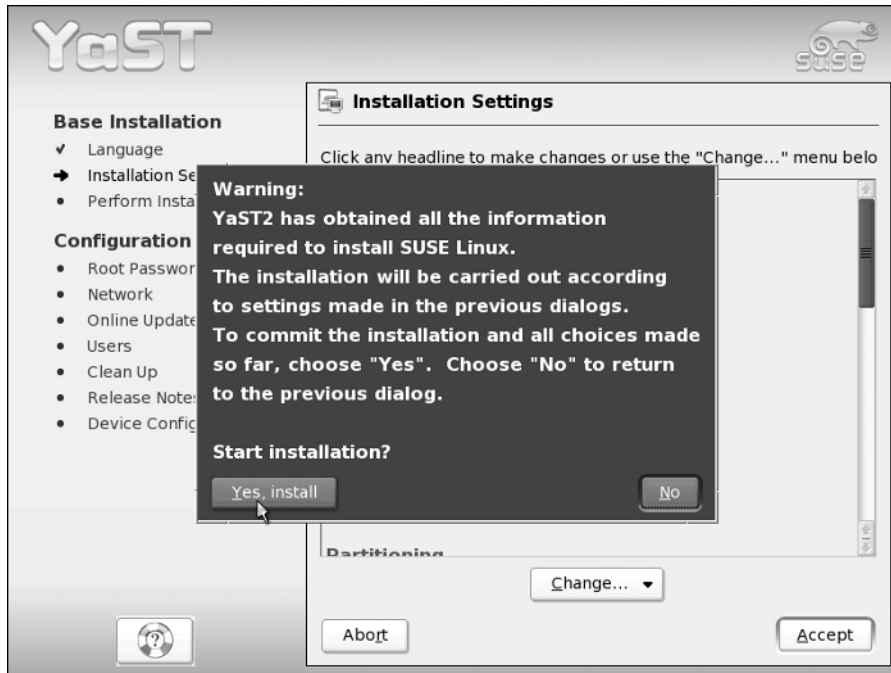 YaST
suse
Installation Settings
Base Installation
Language
Click any headline to make changes or use the "Change..." menu belo
Installation Se
Perform Insta
Configuration
Root Passwor
Network
Online Update
Users
Clean Up
Release Note
Device Config
Warning:
YaST2 has obtained all the information
required to install SUSE Linux.
The installation will be carried out according
to settings made in the previous dialogs.
To commit the installation and all choices made
so far, choose "Yes".  Choose "No" to return
to the previous dialog.
Start installation?
Yes, install
No
Partitioning
Change...
Abort
Accept